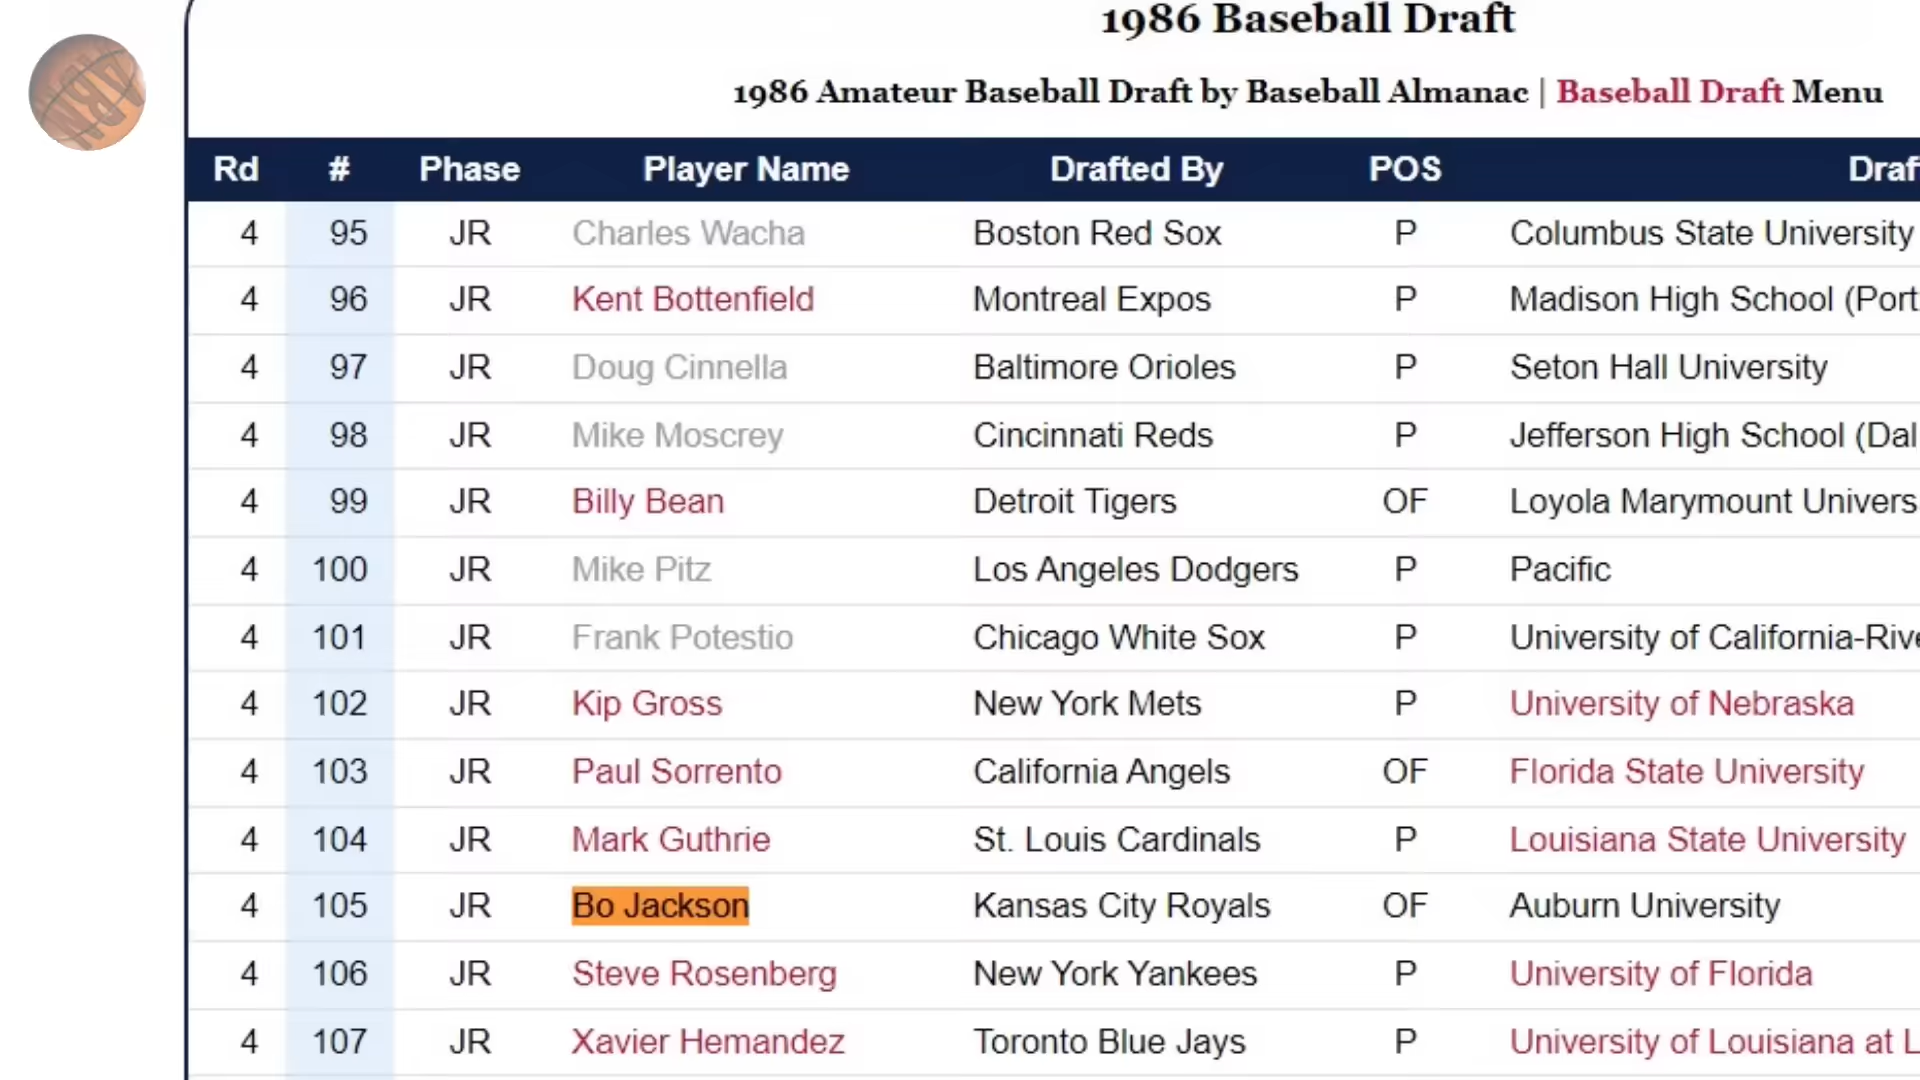 1986 Baseball Draft
1986 Amateur Baseball Draft by Baseball Almanac | Baseball Draft Menu
Rd # Phase Player Name Drafted By POS Draf
4 95 JR Charles Wacha Boston Red Sox P Columbus State University
4 96 JR Kent Bottenfield Montreal Expos P Madison High School (Port
4 97 JR Doug Cinnella Baltimore Orioles P Seton Hall University
4 98 JR Mike Moscrey Cincinnati Reds P Jefferson High School (Dal
4 99 JR Billy Bean Detroit Tigers OF Loyola Marymount Univers
4 100 JR Mike Pitz Los Angeles Dodgers P Pacific
4 101 JR Frank Potestio Chicago White Sox P University of California-Rive
4 102 JR Kip Gross New York Mets P University of Nebraska
4 103 JR Paul Sorrento California Angels OF Florida State University
4 104 JR Mark Guthrie St. Louis Cardinals P Louisiana State University
4 105 JR Bo Jackson Kansas City Royals OF Auburn University
4 106 JR Steve Rosenberg New York Yankees P University of Florida
4 107 JR Xavier Hemandez Toronto Blue Jays P University of Louisiana at L